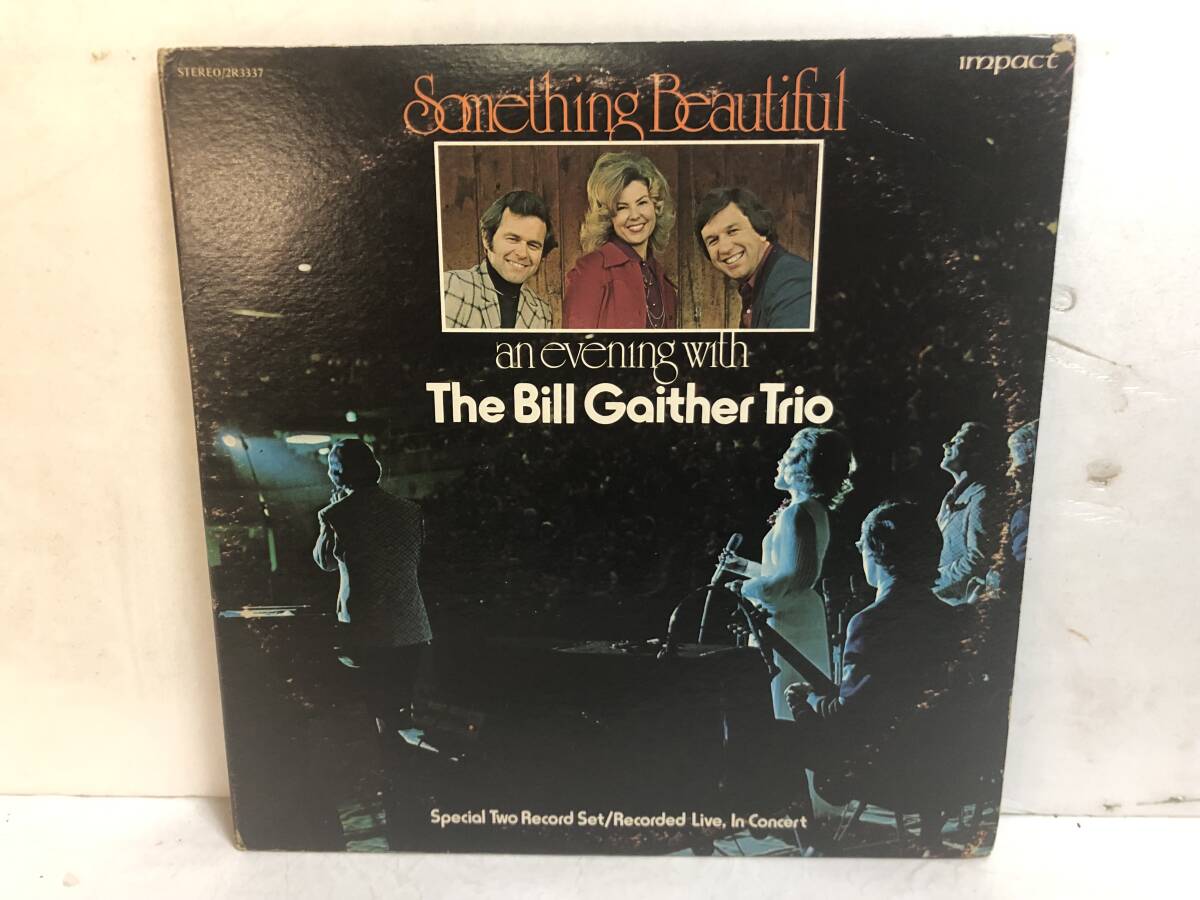 STEREO/2R3337
impact
Something Beautiful
an evening with
The Bill Gaither Trio
Special Two Record Set/Recorded Live, In Concert